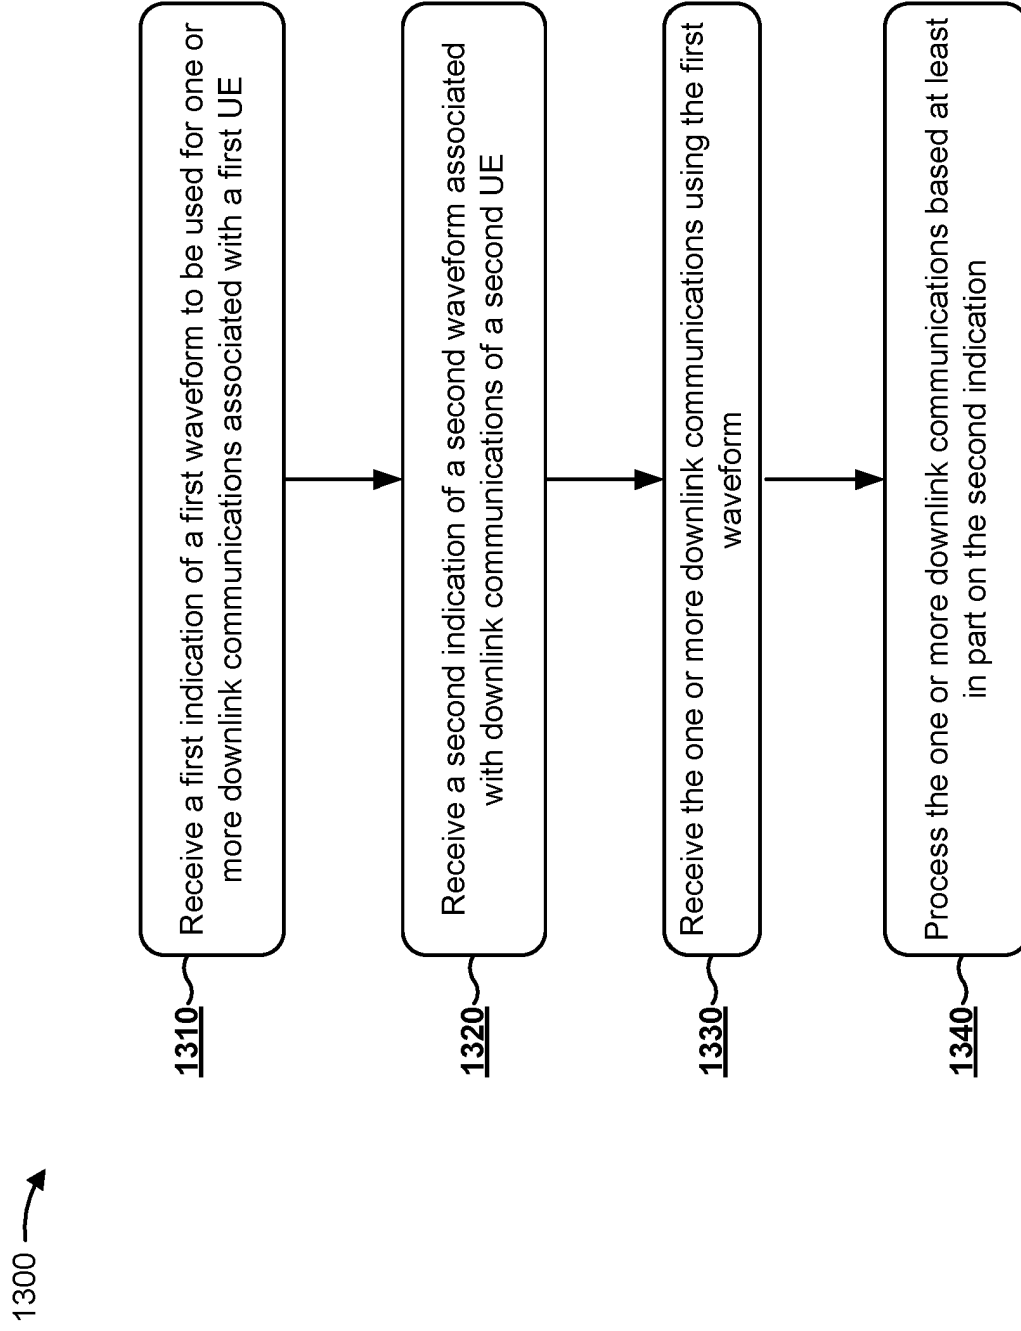 1300
1310
Receive a first indication of a first waveform to be used for one or
more downlink communications associated with a first UE
1320
Receive a second indication of a second waveform associated
with downlink communications of a second UE
1330
Receive the one or more downlink communications using the first
waveform
1340
Process the one or more downlink communications based at least
in part on the second indication